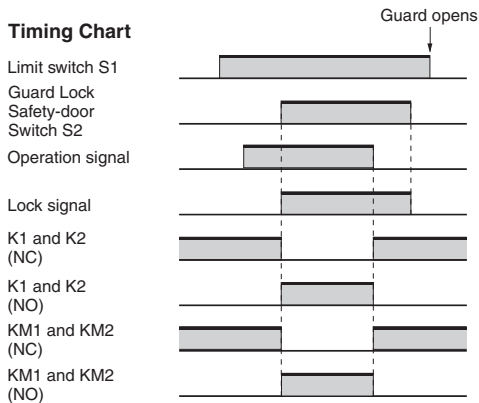 Guard opens
Timing Chart
Limit switch S1
Guard Lock
Safety-door
Switch S2
Operation signal
Lock signal
K1 and K2
(NC)
K1 and K2
(NO)
KM1 and KM2
(NC)
KM1 and KM2
(NO)